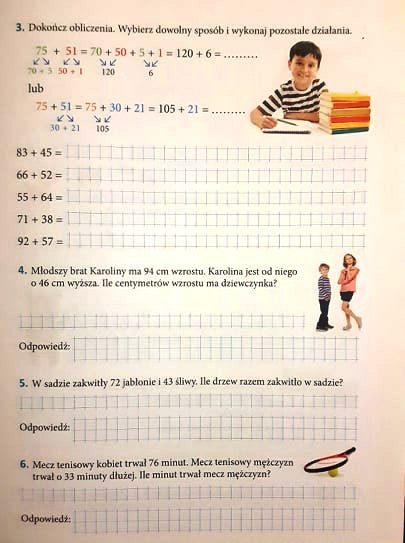 3. Dokończ obliczenia. Wybierz dowolny sposób i wykonaj pozostałe działania.
75 + 51 = 70 + 50 + 5 + 1 = 120 + 6 = .........
70 + 5 50 + 1 120 6
lub
75 + 51 = 75 + 30 + 21 = 105 + 21 = .........
30 + 21 105
83 + 45 =
66 + 52 =
55 + 64 =
71 + 38 =
92 + 57 =
4. Młodszy brat Karoliny ma 94 cm wzrostu. Karolina jest od niego
o 46 cm wyższa. Ile centymetrów wzrostu ma dziewczynka?
Odpowiedź:
5. W sadzie zakwitły 72 jabłonie i 43 śliwy. Ile drzew razem zakwitło w sadzie?
Odpowiedź:
6. Mecz tenisowy kobiet trwał 76 minut. Mecz tenisowy mężczyzn
trwał o 33 minuty dłużej. Ile minut trwał mecz mężczyzn?
Odpowiedź: